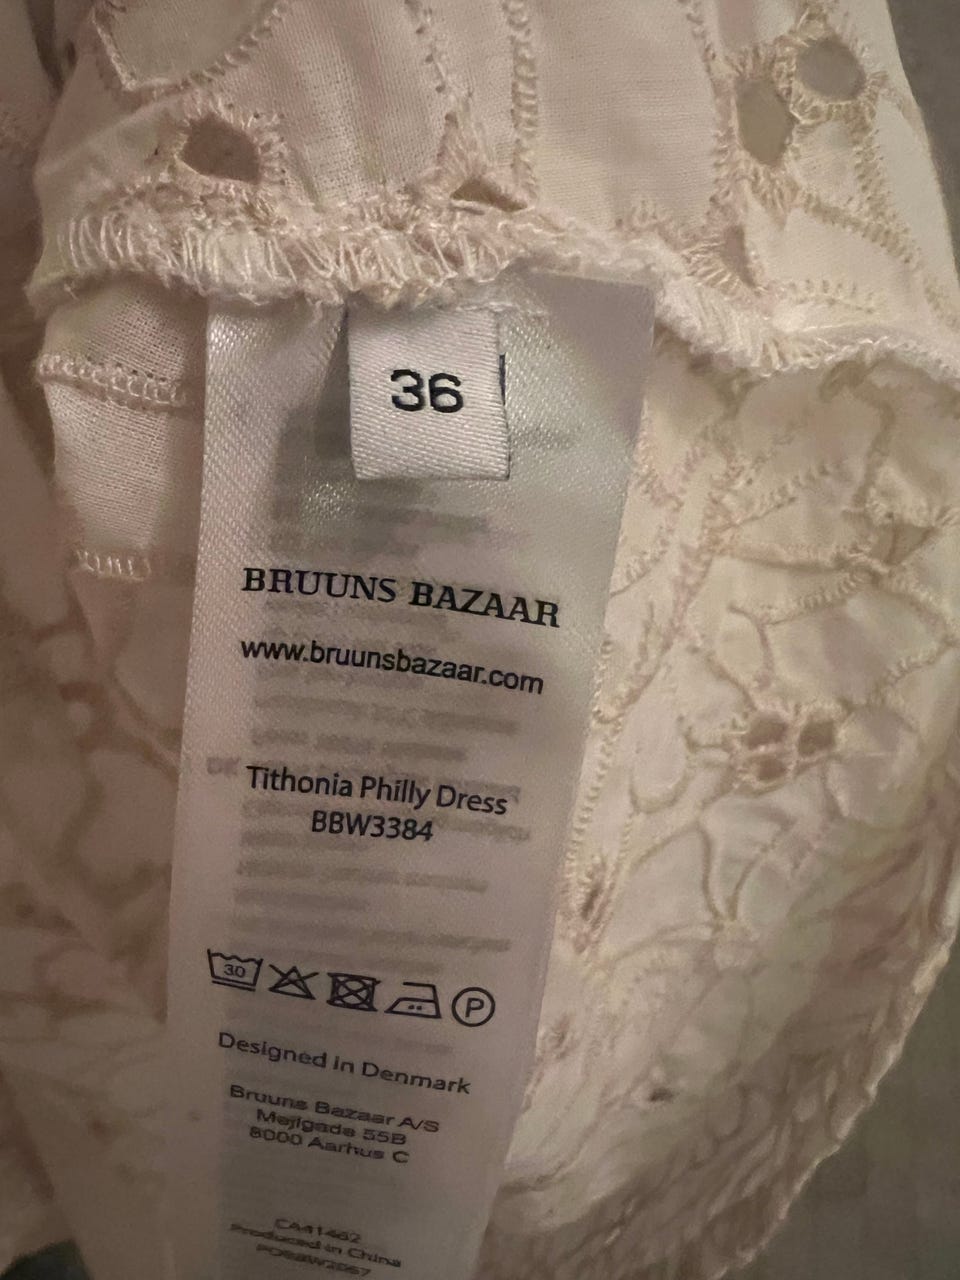 36
BRUUNS BAZAAR
www.bruunsbazaar.com
Tithonia Philly Dress
BBW3384
30
P
Designed in Denmark
Bruuns Bazaar A/S
Mejlgade 55B
8000 Aarhus C
CA41462
Produced in China